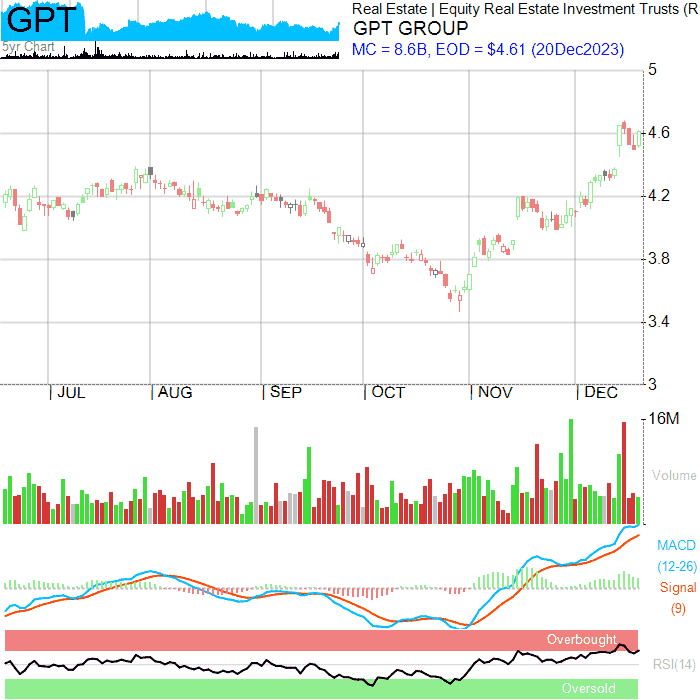 GPT
5yr Chart
Real Estate | Equity Real Estate Investment Trusts (R
GPT GROUP
MC = 8.6B, EOD = $4.61 (20Dec2023)
5
4.6
4.2
3.8
3.4
3
| JUL | AUG | SEP | OCT | NOV | DEC
16M
Volume
MACD
(12-26)
Signal
(9)
Overbought
RSI(14)
Oversold